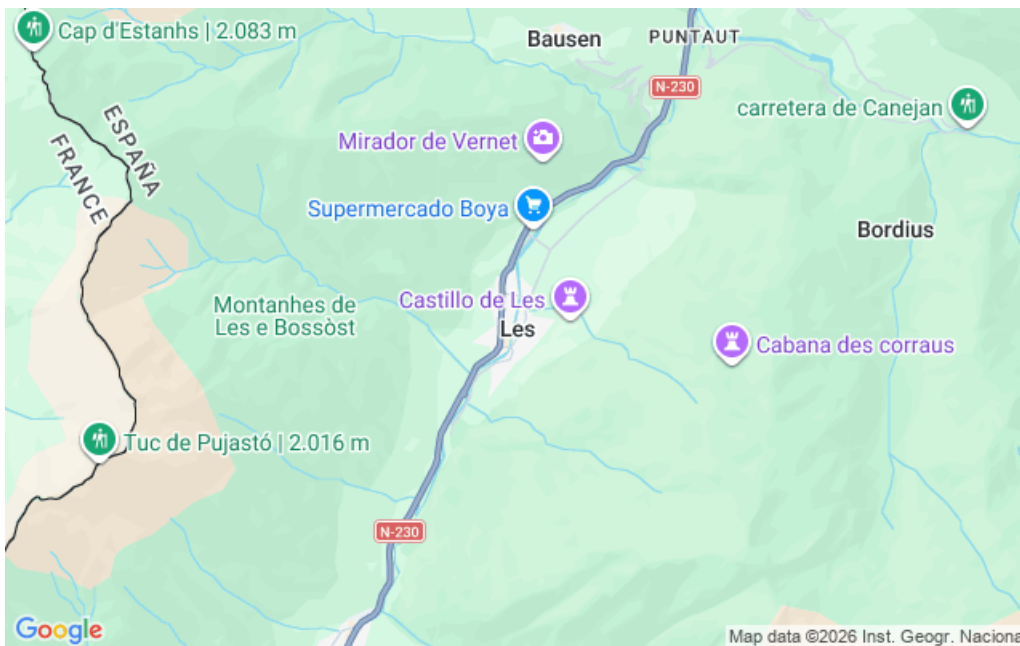 Cap d'Estanhs | 2.083 m
Bausen
PUNTAUT
N-230
carretera de Canejan
ESPAÑA
FRANCE
Mirador de Vernet
Supermercado Boya
Bordius
Montanhes de
Les e Bossòst
Castillo de Les
Les
Cabana des corraus
Tuc de Pujastó | 2.016 m
N-230
Google
Map data ©2026 Inst. Geogr. Naciona